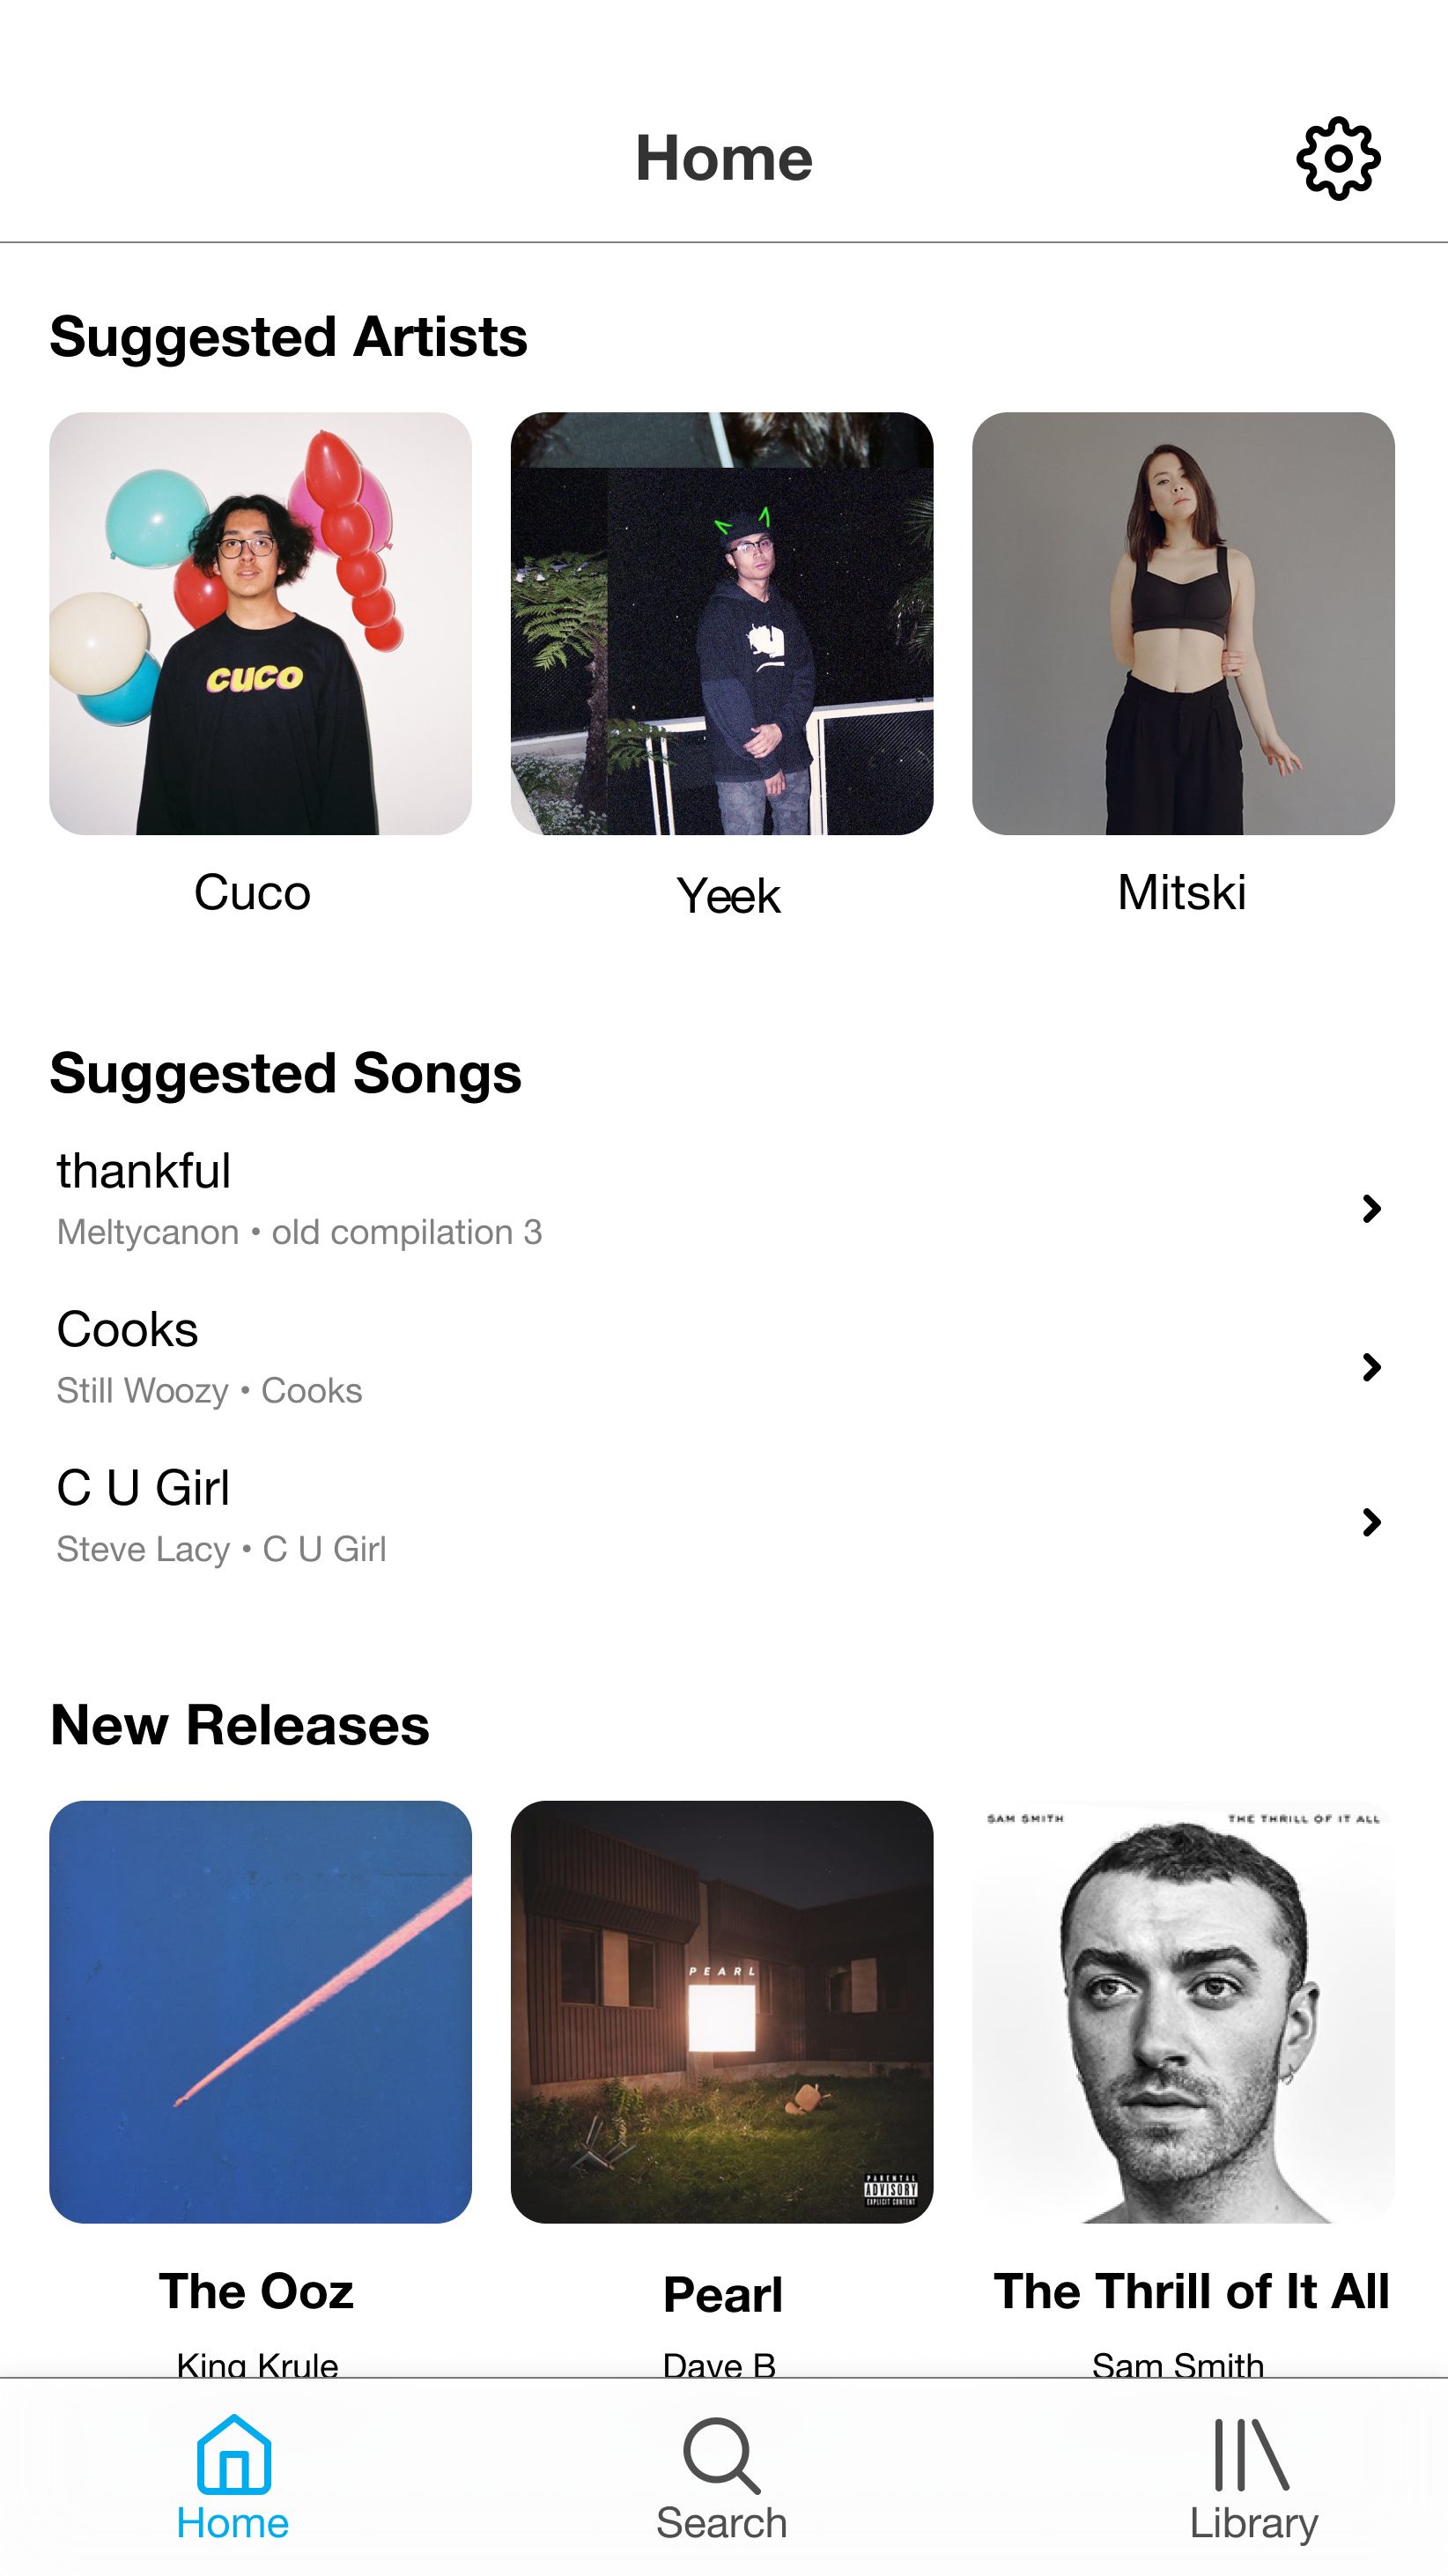 Home
Suggested Artists
cuco
Cuco
Yeek
Mitski
Suggested Songs
thankful
Meltycanon • old compilation 3
Cooks
Still Woozy • Cooks
C U Girl
Steve Lacy • C U Girl
New Releases
PEARL
PARENTAL
ADVISORY
EXPLICIT CONTENT
SAM SMITH THE THRILL OF IT ALL
The Ooz
Pearl
The Thrill of It All
King Krule
Dave B
Sam Smith
Home
Search
Library